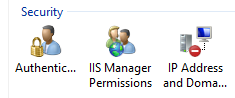 Security
Authentic...
IIS Manager
Permissions
IP Address
and Doma...